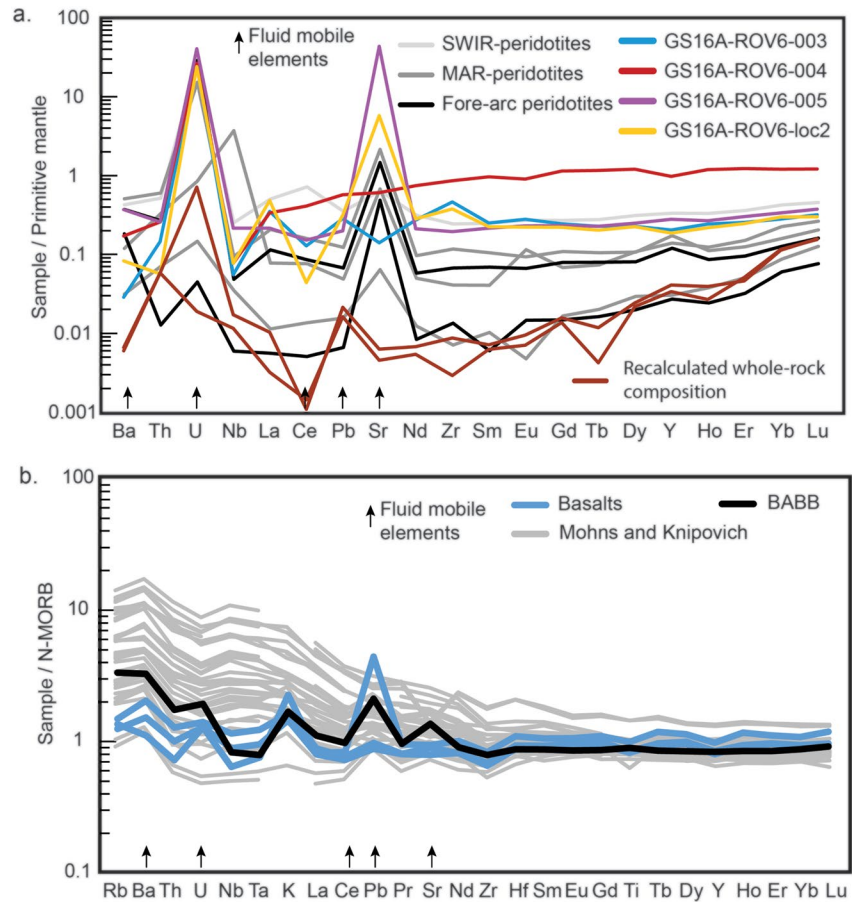 a.
100
10
1
0.1
0.01
0.001
Sample / Primitive mantle
Fluid mobile
elements
SWIR-peridotites
MAR-peridotites
Fore-arc peridotites
GS16A-ROV6-003
GS16A-ROV6-004
GS16A-ROV6-005
GS16A-ROV6-loc2
Recalculated whole-rock
composition
Ba Th U Nb La Ce Pb Sr Nd Zr Sm Eu Gd Tb Dy Y Ho Er Yb Lu
b.
100
10
1
0.1
Sample / N-MORB
Fluid mobile
elements
Basalts
BABB
Mohns and Knipovich
Rb Ba Th U Nb Ta K La Ce Pb Pr Sr Nd Zr Hf Sm Eu Gd Ti Tb Dy Y Ho Er Yb Lu